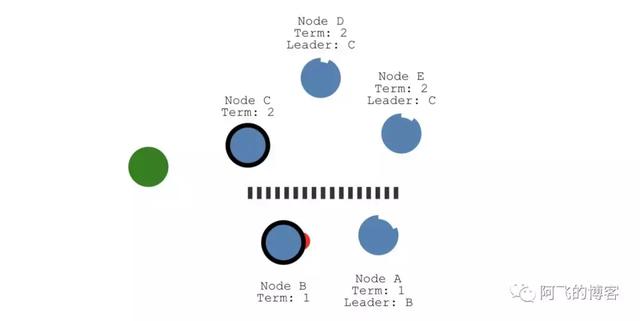 Node D
Term: 2
Leader: C
Node E
Term: 2
Leader: C
Node C
Term: 2
Node B
Term: 1
Node A
Term: 1
Leader: B
阿飞的博客